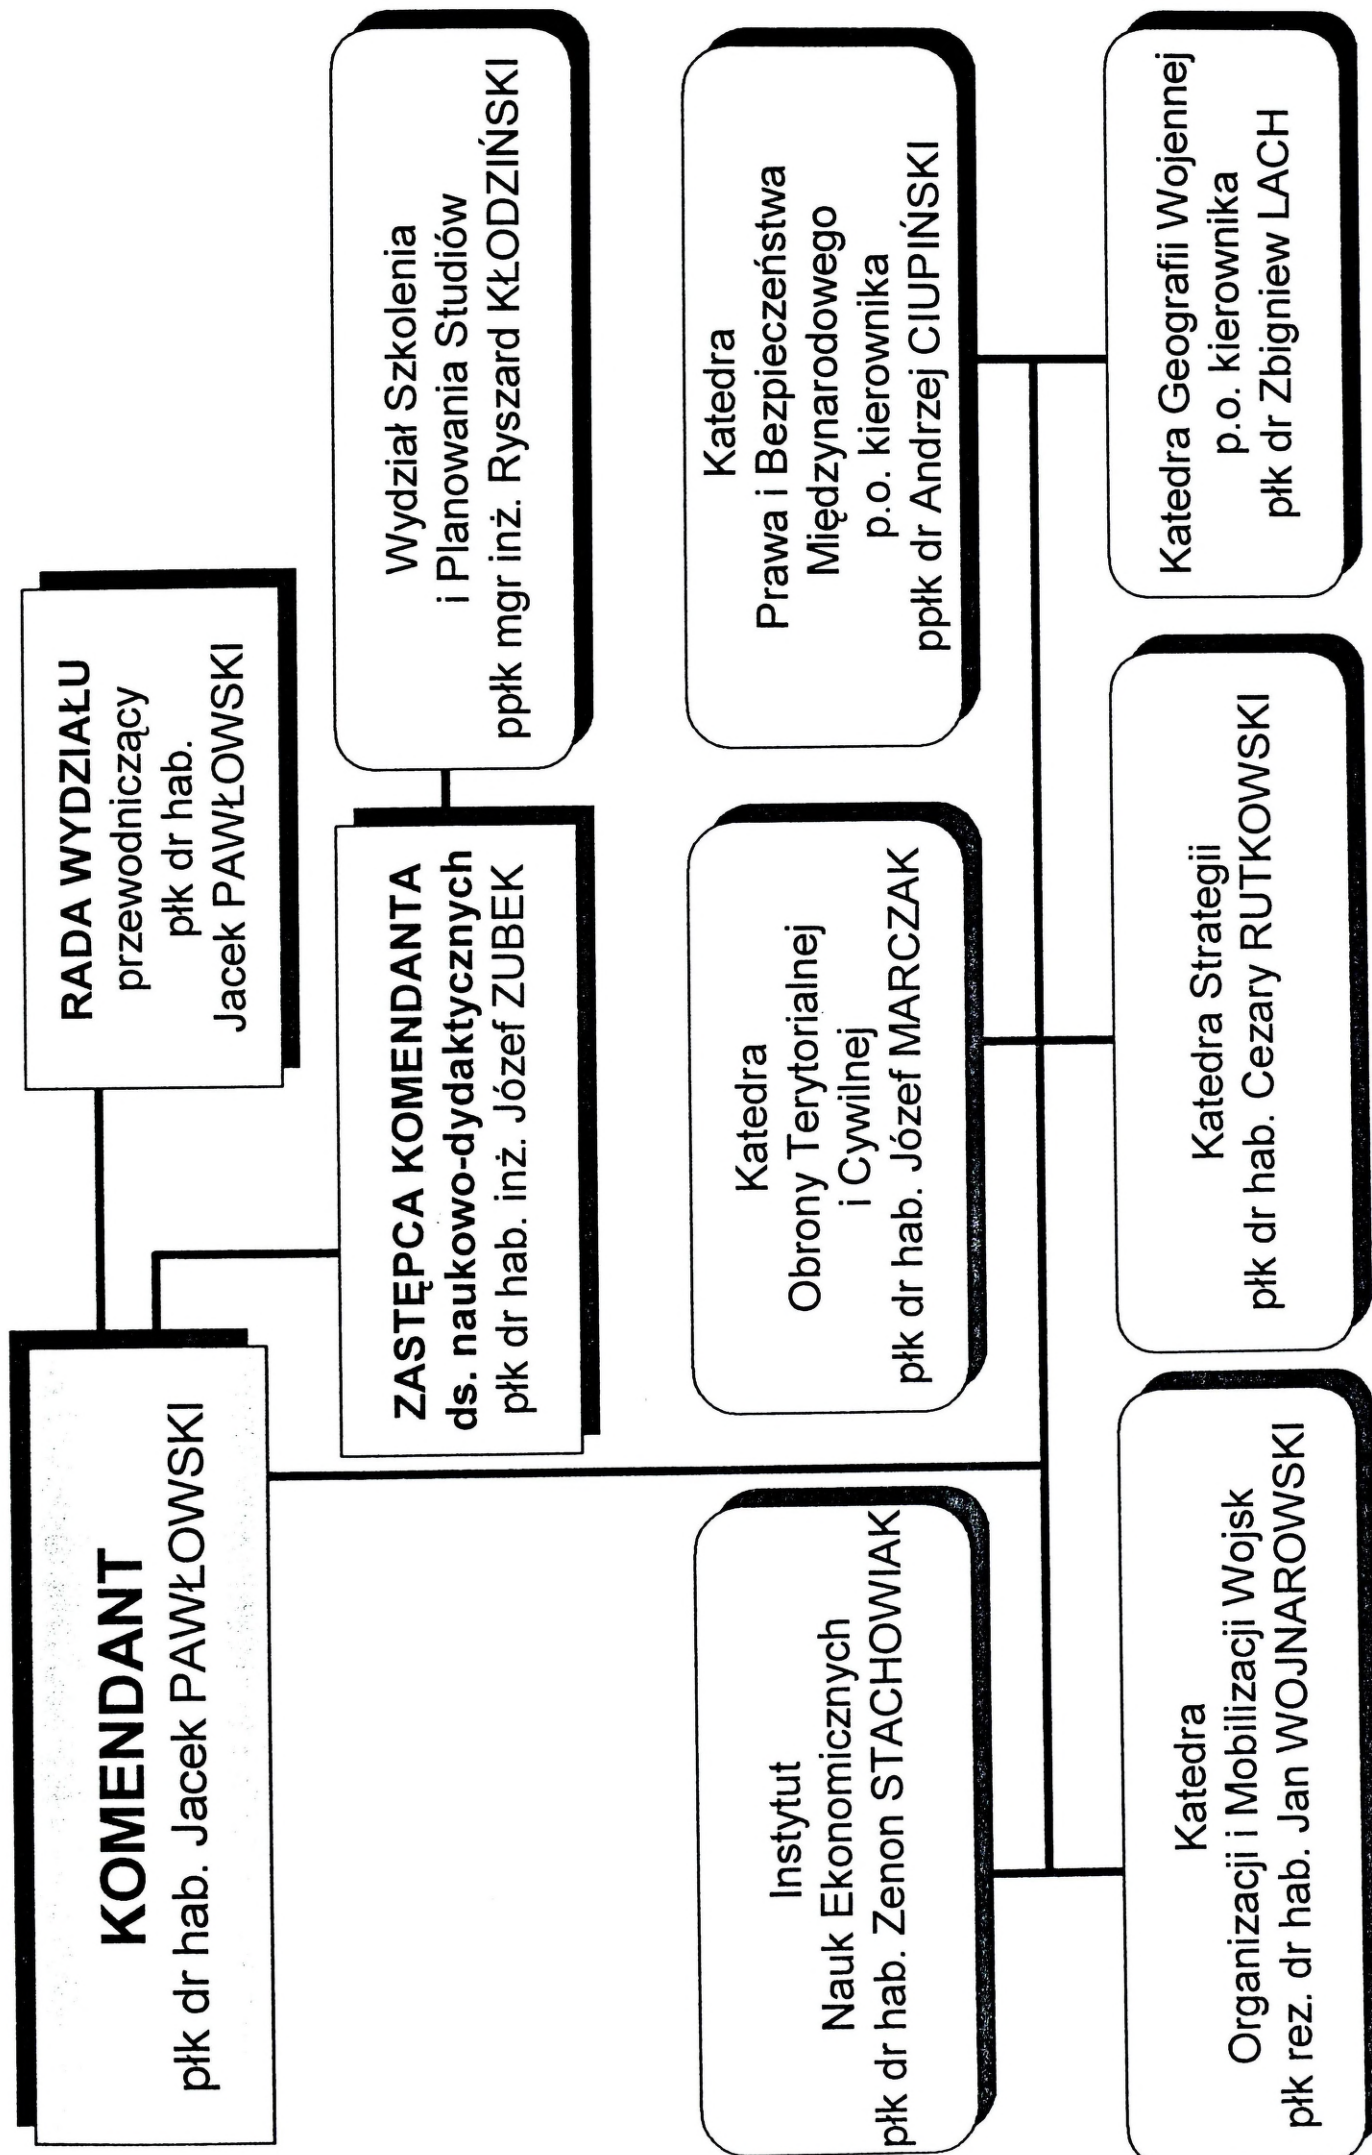 KOMENDANT
płk dr hab. Jacek PAWŁOWSKI
RADA WYDZIAŁU
przewodniczący
płk dr hab.
Jacek PAWŁOWSKI
ZASTĘPCA KOMENDANTA
ds. naukowo-dydaktycznych
płk dr hab. inż. Józef ZUBEK
Wydział Szkolenia
i Planowania Studiów
ppłk mgr inż. Ryszard KŁODZIŃSKI
Instytut
Nauk Ekonomicznych
płk dr hab. Zenon STACHOWIAK
Katedra
Obrony Terytorialnej
i Cywilnej
płk dr hab. Józef MARCZAK
Katedra
Prawa i Bezpieczeństwa
Międzynarodowego
p.o. kierownika
ppłk dr Andrzej CIUPIŃSKI
Katedra
Organizacji i Mobilizacji Wojsk
płk rez. dr hab. Jan WOJNAROWSKI
Katedra Strategii
płk dr hab. Cezary RUTKOWSKI
Katedra Geografii Wojennej
p.o. kierownika
płk dr Zbigniew LACH